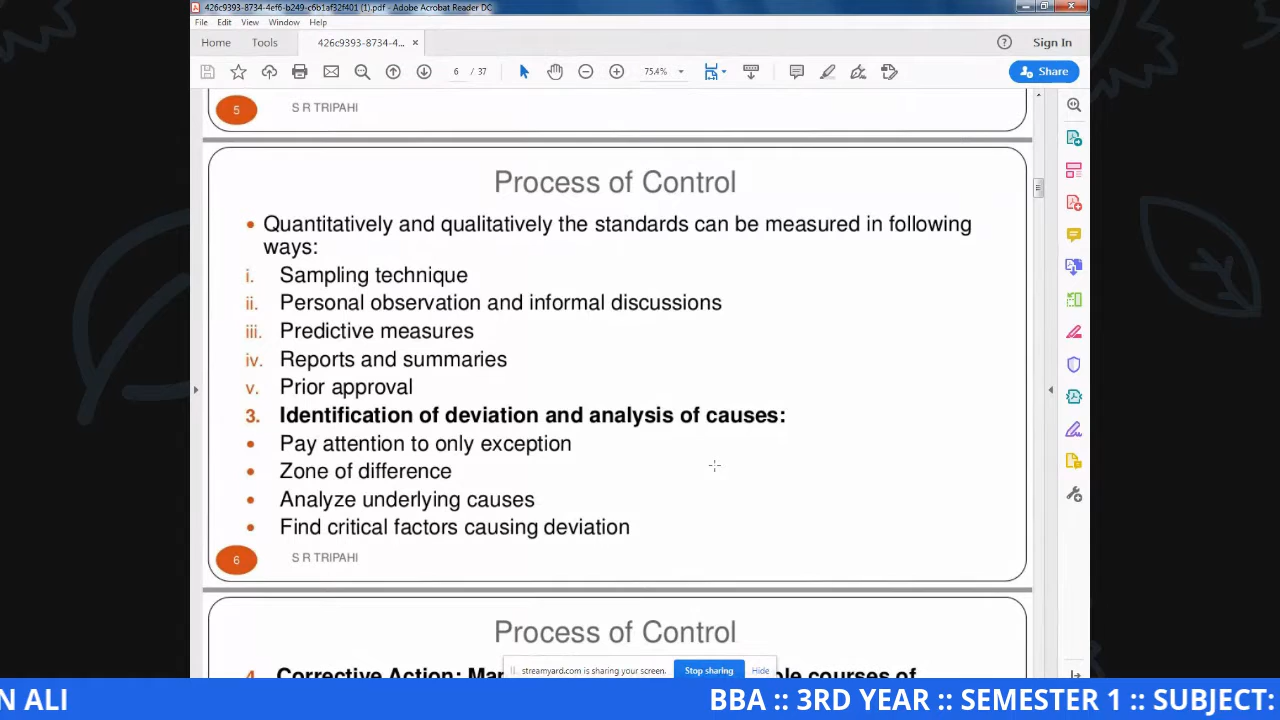 426c9393-8734-4ef6-b249-c6b1af32f401 (1).pdf - Adobe Acrobat Reader DC
File Edit View Window Help
Home Tools 426c9393-8734-4... × Sign In
6 / 37 75.4% Share
5 S R TRIPAHI
Process of Control
• Quantitatively and qualitatively the standards can be measured in following
ways:
i. Sampling technique
ii. Personal observation and informal discussions
iii. Predictive measures
iv. Reports and summaries
v. Prior approval
3. Identification of deviation and analysis of causes:
• Pay attention to only exception
• Zone of difference
• Analyze underlying causes
• Find critical factors causing deviation
6 S R TRIPAHI
Process of Control
4. Corrective Action: courses of
streamyard.com is sharing your screen. Stop sharing Hide
N ALI BBA :: 3RD YEAR :: SEMESTER 1 :: SUBJECT: